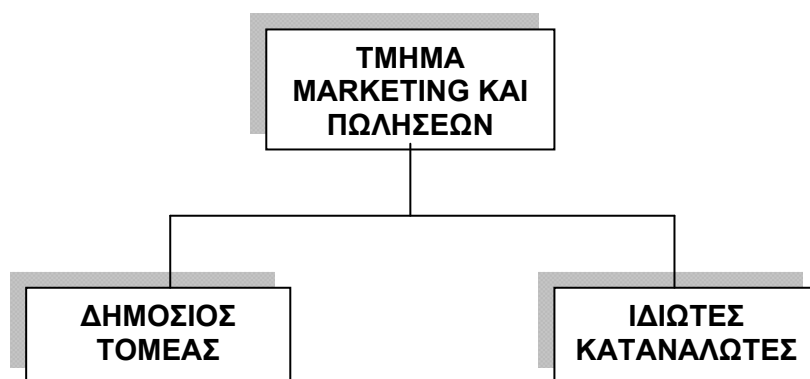 ΤΜΗΜΑ
MARKETING ΚΑΙ
ΠΩΛΗΣΕΩΝ
ΔΗΜΟΣΙΟΣ
ΤΟΜΕΑΣ
ΙΔΙΩΤΕΣ
ΚΑΤΑΝΑΛΩΤΕΣ